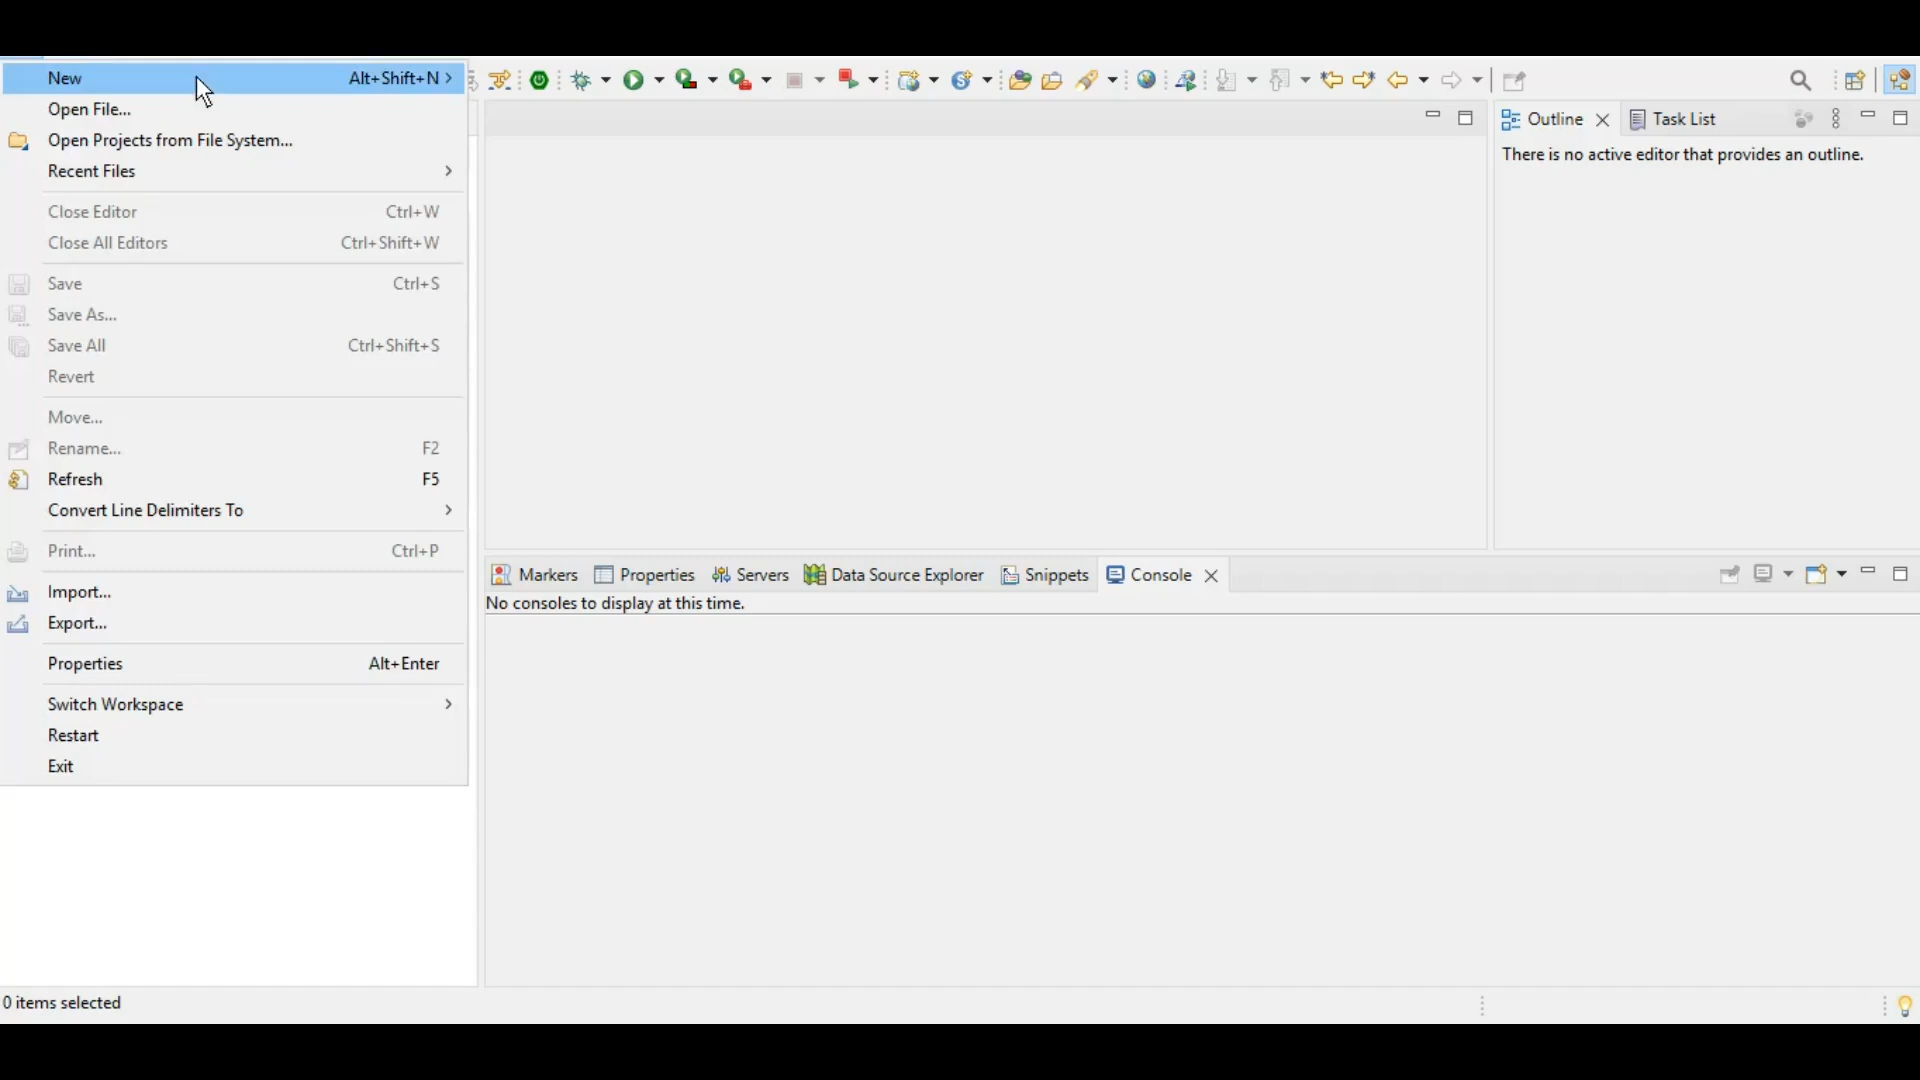 New Alt+Shift+N
Open File...
Open Projects from File System...
Recent Files
Close Editor Ctrl+W
Close All Editors Ctrl+Shift+W
Save Ctrl+S
Save As...
Save All Ctrl+Shift+S
Revert
Move...
Rename... F2
Refresh F5
Convert Line Delimiters To
Print... Ctrl+P
Import...
Export...
Properties Alt+Enter
Switch Workspace
Restart
Exit
Outline Task List
There is no active editor that provides an outline.
Markers Properties Servers Data Source Explorer Snippets Console
No consoles to display at this time.
0 items selected